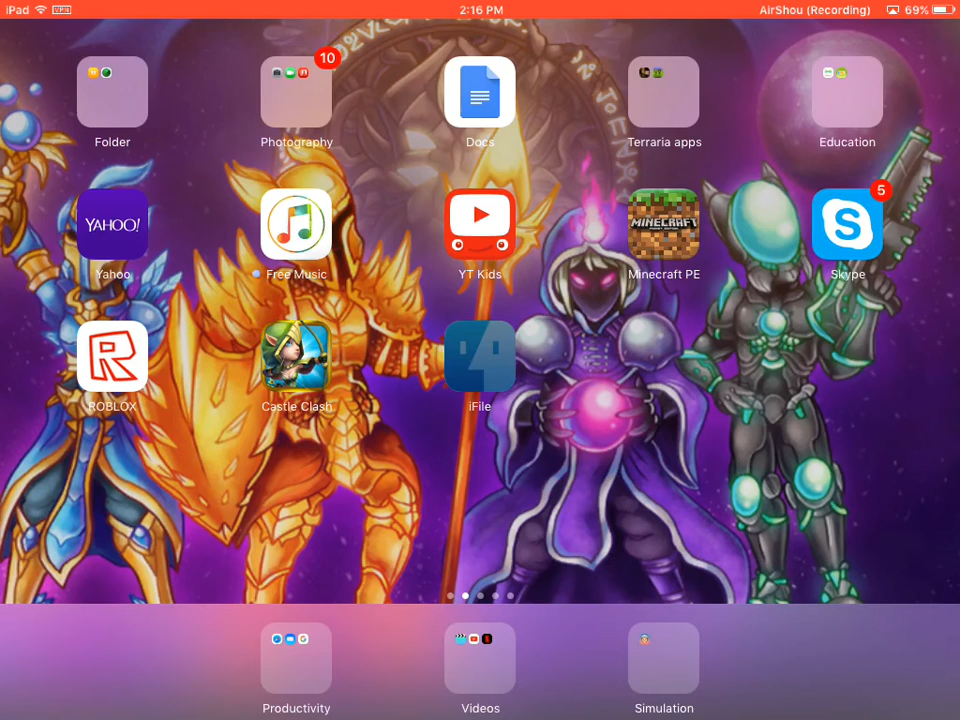 iPad VPN 2:16 PM AirShou (Recording) 69%
10
Folder Photography Docs Terraria apps Education
YAHOO! MINECRAFT 5
Yahoo Free Music YT Kids Minecraft PE Skype
ROBLOX Castle Clash iFile
Productivity Videos Simulation